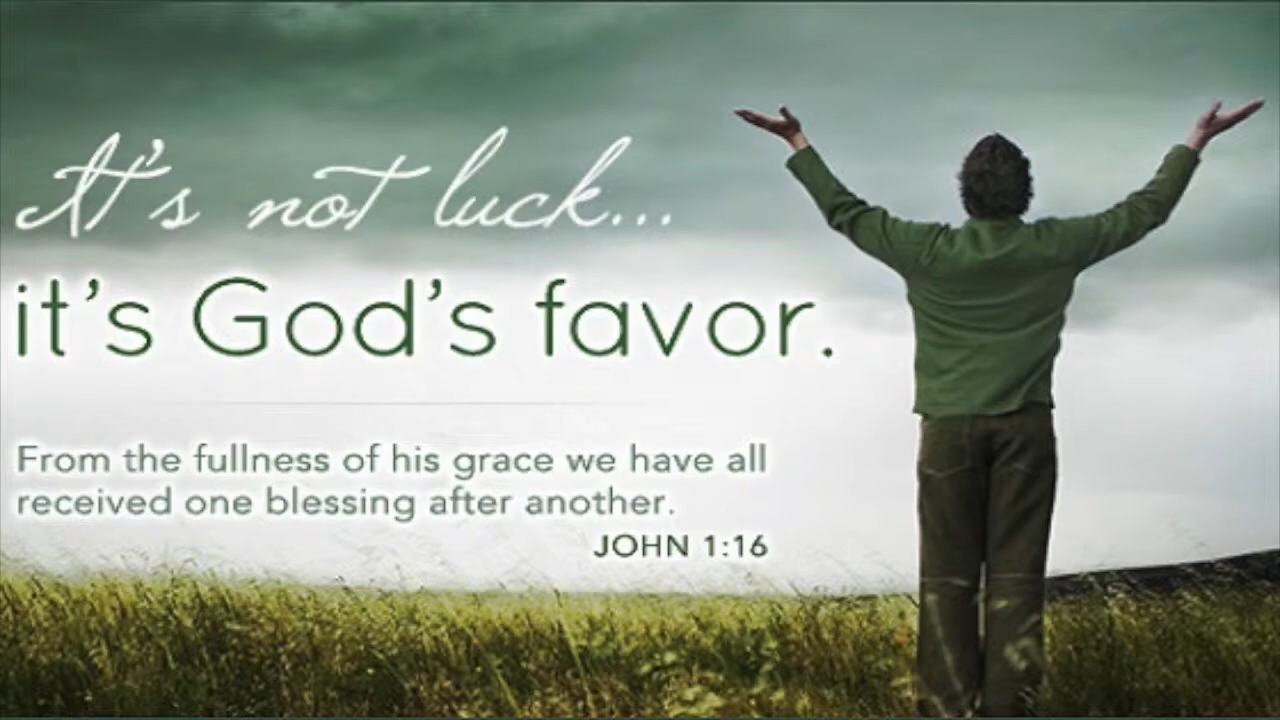 It's not luck...
it's God's favor.
From the fullness of his grace we have all
received one blessing after another.
JOHN 1:16